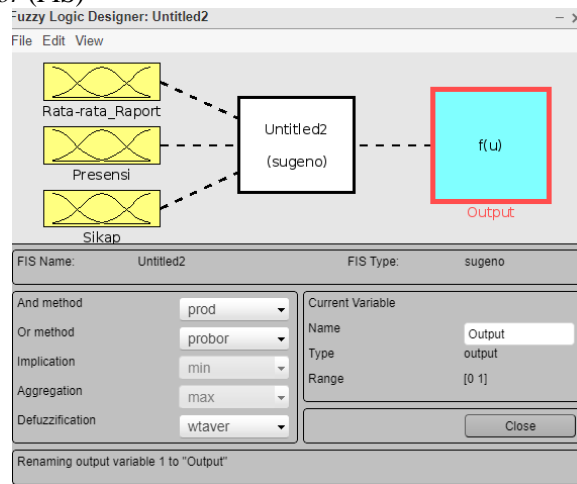 (FIS)
Fuzzy Logic Designer: Untitled2
File Edit View
Rata-rata_Raport
Presensi
Sikap
Untitled2
(sugeno)
f(u)
Output
FIS Name: Untitled2 FIS Type: sugeno
And method prod
Or method probor
Implication min
Aggregation max
Defuzzification wtaver
Current Variable
Name Output
Type output
Range [0 1]
Close
Renaming output variable 1 to "Output"